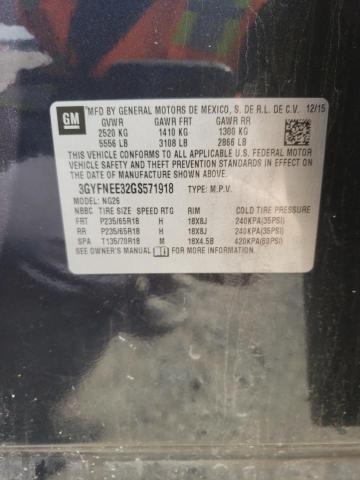 GM
MFD BY GENERAL MOTORS DE MEXICO, S. DE R.L. DE C.V. 12/15
GVWR GAWR FRT GAWR RR
2520 KG 1410 KG 1300 KG
5556 LB 3108 LB 2866 LB
THIS VEHICLE CONFORMS TO ALL APPLICABLE U.S. FEDERAL MOTOR
VEHICLE SAFETY AND THEFT PREVENTION STANDARDS IN EFFECT ON
THE DATE OF MANUFACTURE SHOWN ABOVE.
3GYFNEE32GS571918 TYPE: M.P.V.
MODEL: NG26
NBBC TIRE SIZE SPEED RTG RIM COLD TIRE PRESSURE
FRT P235/65R18 H 18X8J 240KPA(35PSI)
RR P235/65R18 H 18X8J 240KPA(35PSI)
SPA T135/70R18 M 18X4.5B 420KPA(60PSI)
SEE OWNER'S MANUAL FOR MORE INFORMATION.